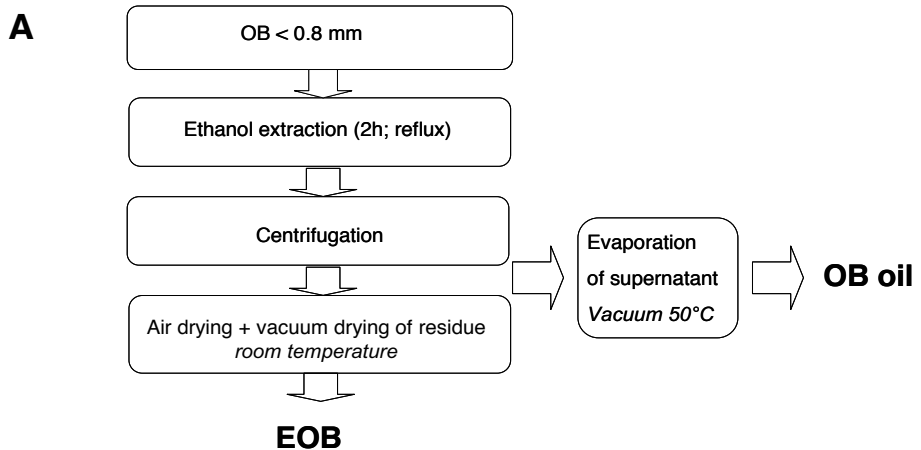 A
OB < 0.8 mm
Ethanol extraction (2h; reflux)
Centrifugation
Evaporation
of supernatant
Vacuum 50°C
OB oil
Air drying + vacuum drying of residue
room temperature
EOB